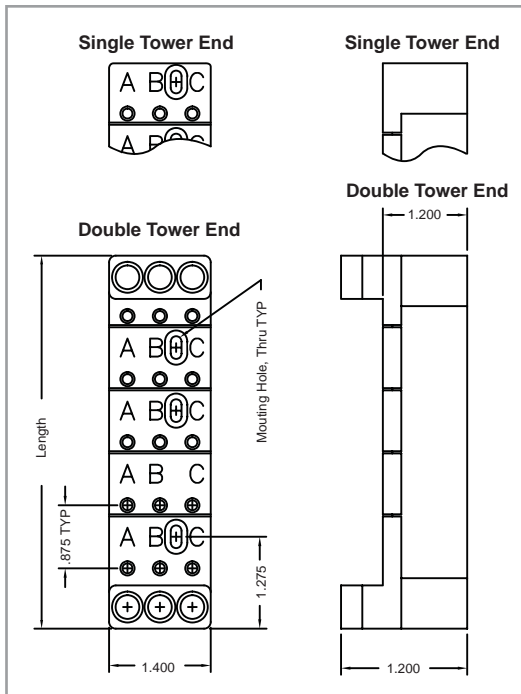 Single Tower End
Single Tower End
A B C
A B C
Double Tower End
1.200
Double Tower End
Mouting Hole, Thru TYP
A B C
Length
A B C
A B C
.875 TYP
A B C
1.275
1.400
1.200